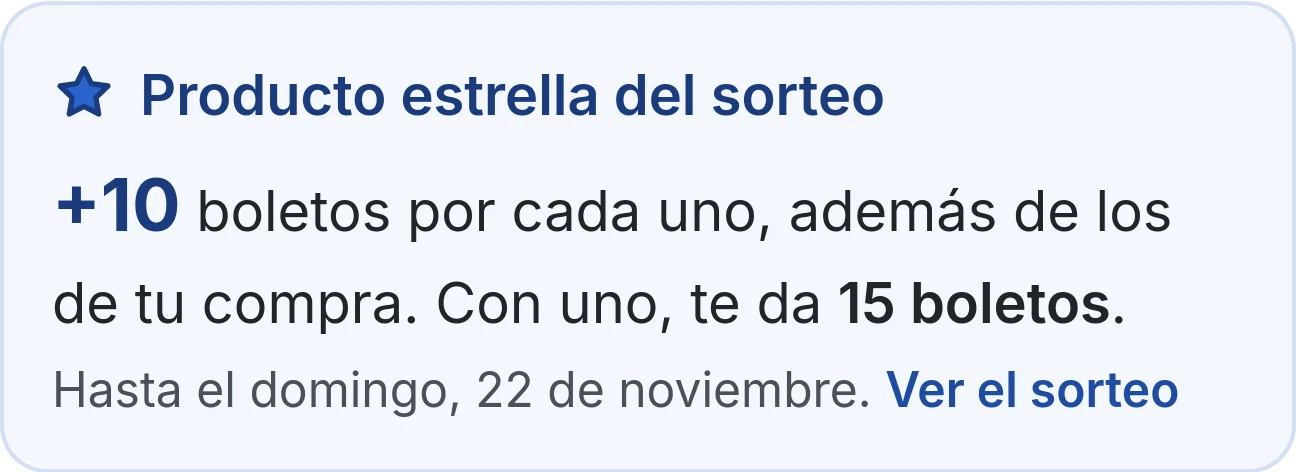 Producto estrella del sorteo
+10 boletos por cada uno, además de los
de tu compra. Con uno, te da 15 boletos.
Hasta el domingo, 22 de noviembre. Ver el sorteo